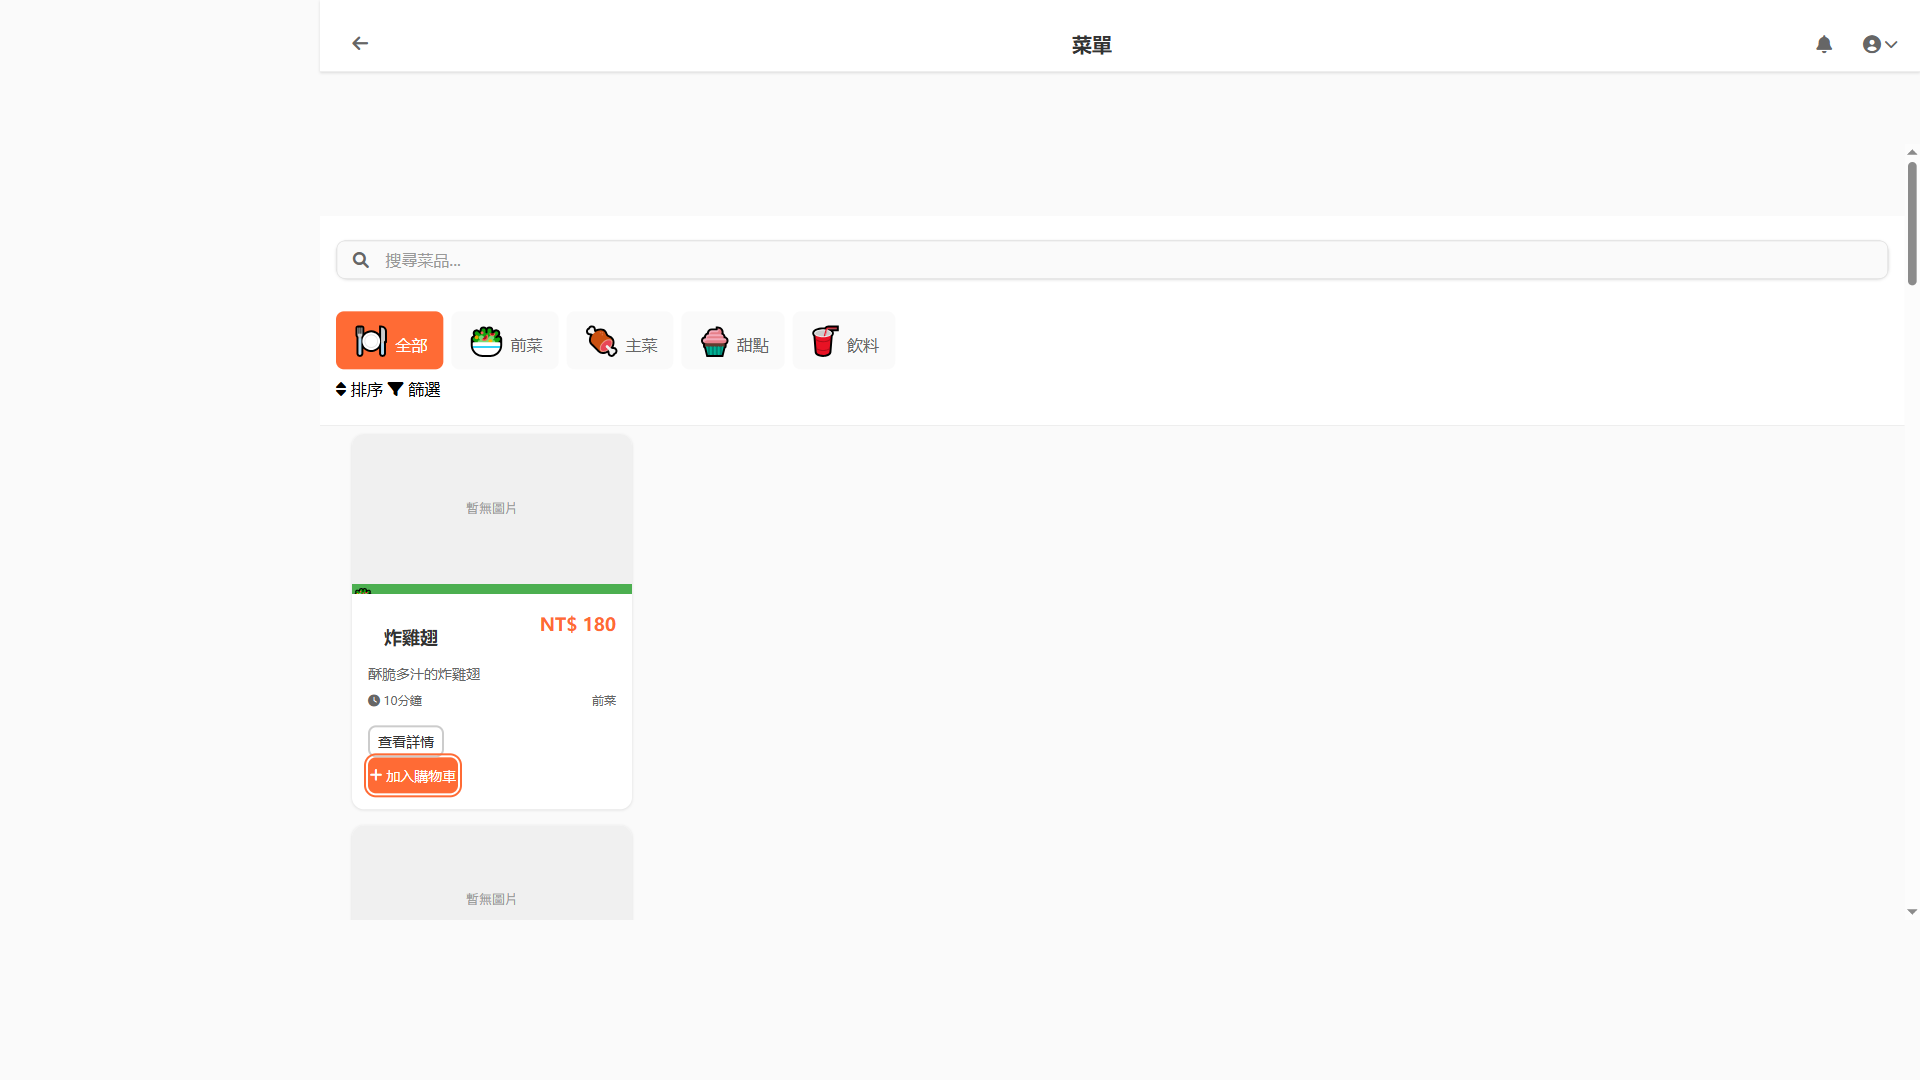 菜單
搜尋菜品...
全部
前菜
主菜
甜點
飲料
排序 篩選
暫無圖片
炸雞翅
NT$ 180
酥脆多汁的炸雞翅
10分鐘
前菜
查看詳情
加入購物車
暫無圖片